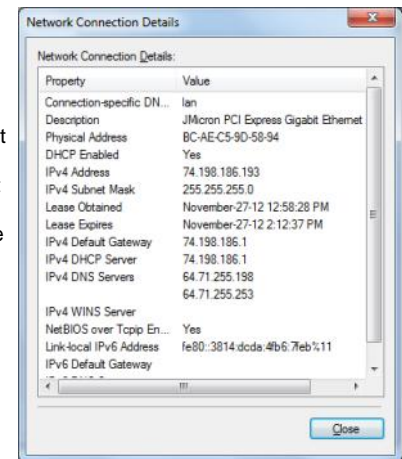 Network Connection Details
Network Connection Details:
Property Value
Connection-specific DN... lan
Description JMicron PCI Express Gigabit Ethernet
Physical Address BC-AE-C5-9D-58-94
DHCP Enabled Yes
IPv4 Address 74.198.186.193
IPv4 Subnet Mask 255.255.255.0
Lease Obtained November-27-12 12:58:28 PM
Lease Expires November-27-12 2:12:37 PM
IPv4 Default Gateway 74.198.186.1
IPv4 DHCP Server 74.198.186.1
IPv4 DNS Servers 64.71.255.198
64.71.255.253
IPv4 WINS Server
NetBIOS over Tcpip En... Yes
Link-local IPv6 Address fe80::3814:dcda:4fb6:7feb%11
IPv6 Default Gateway
Close